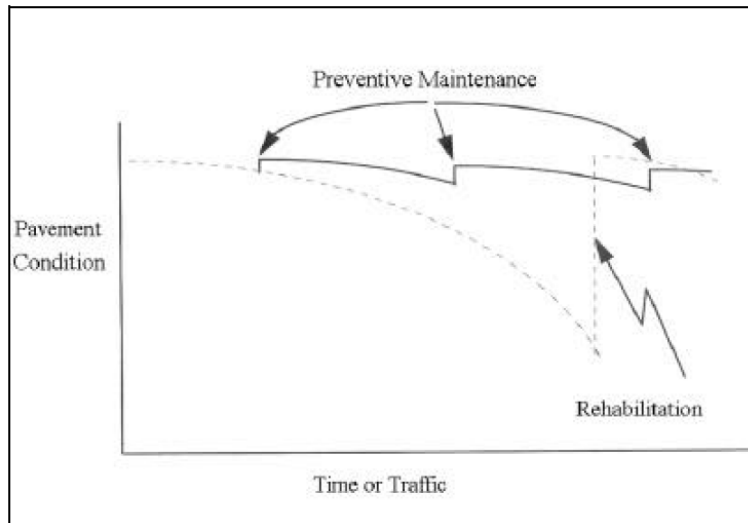 Preventive Maintenance
Pavement
Condition
Rehabilitation
Time or Traffic